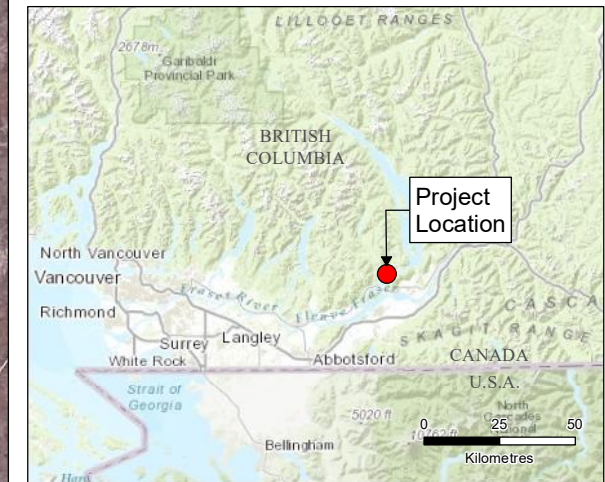 LILLOOET RANGES
2678m
Garibaldi
Provincial Park
BRITISH
COLUMBIA
Project
Location
North Vancouver
Vancouver
Fraser River
Fleuve Fraser
Richmond
CASCA
SKAGIT RANGE
Surrey
Langley
White Rock
Abbotsford
CANADA
U.S.A.
Strait of
Georgia
5020 ft
North
Cascades
National
10762 ft
0 25 50
Kilometres
Bellingham
Haro